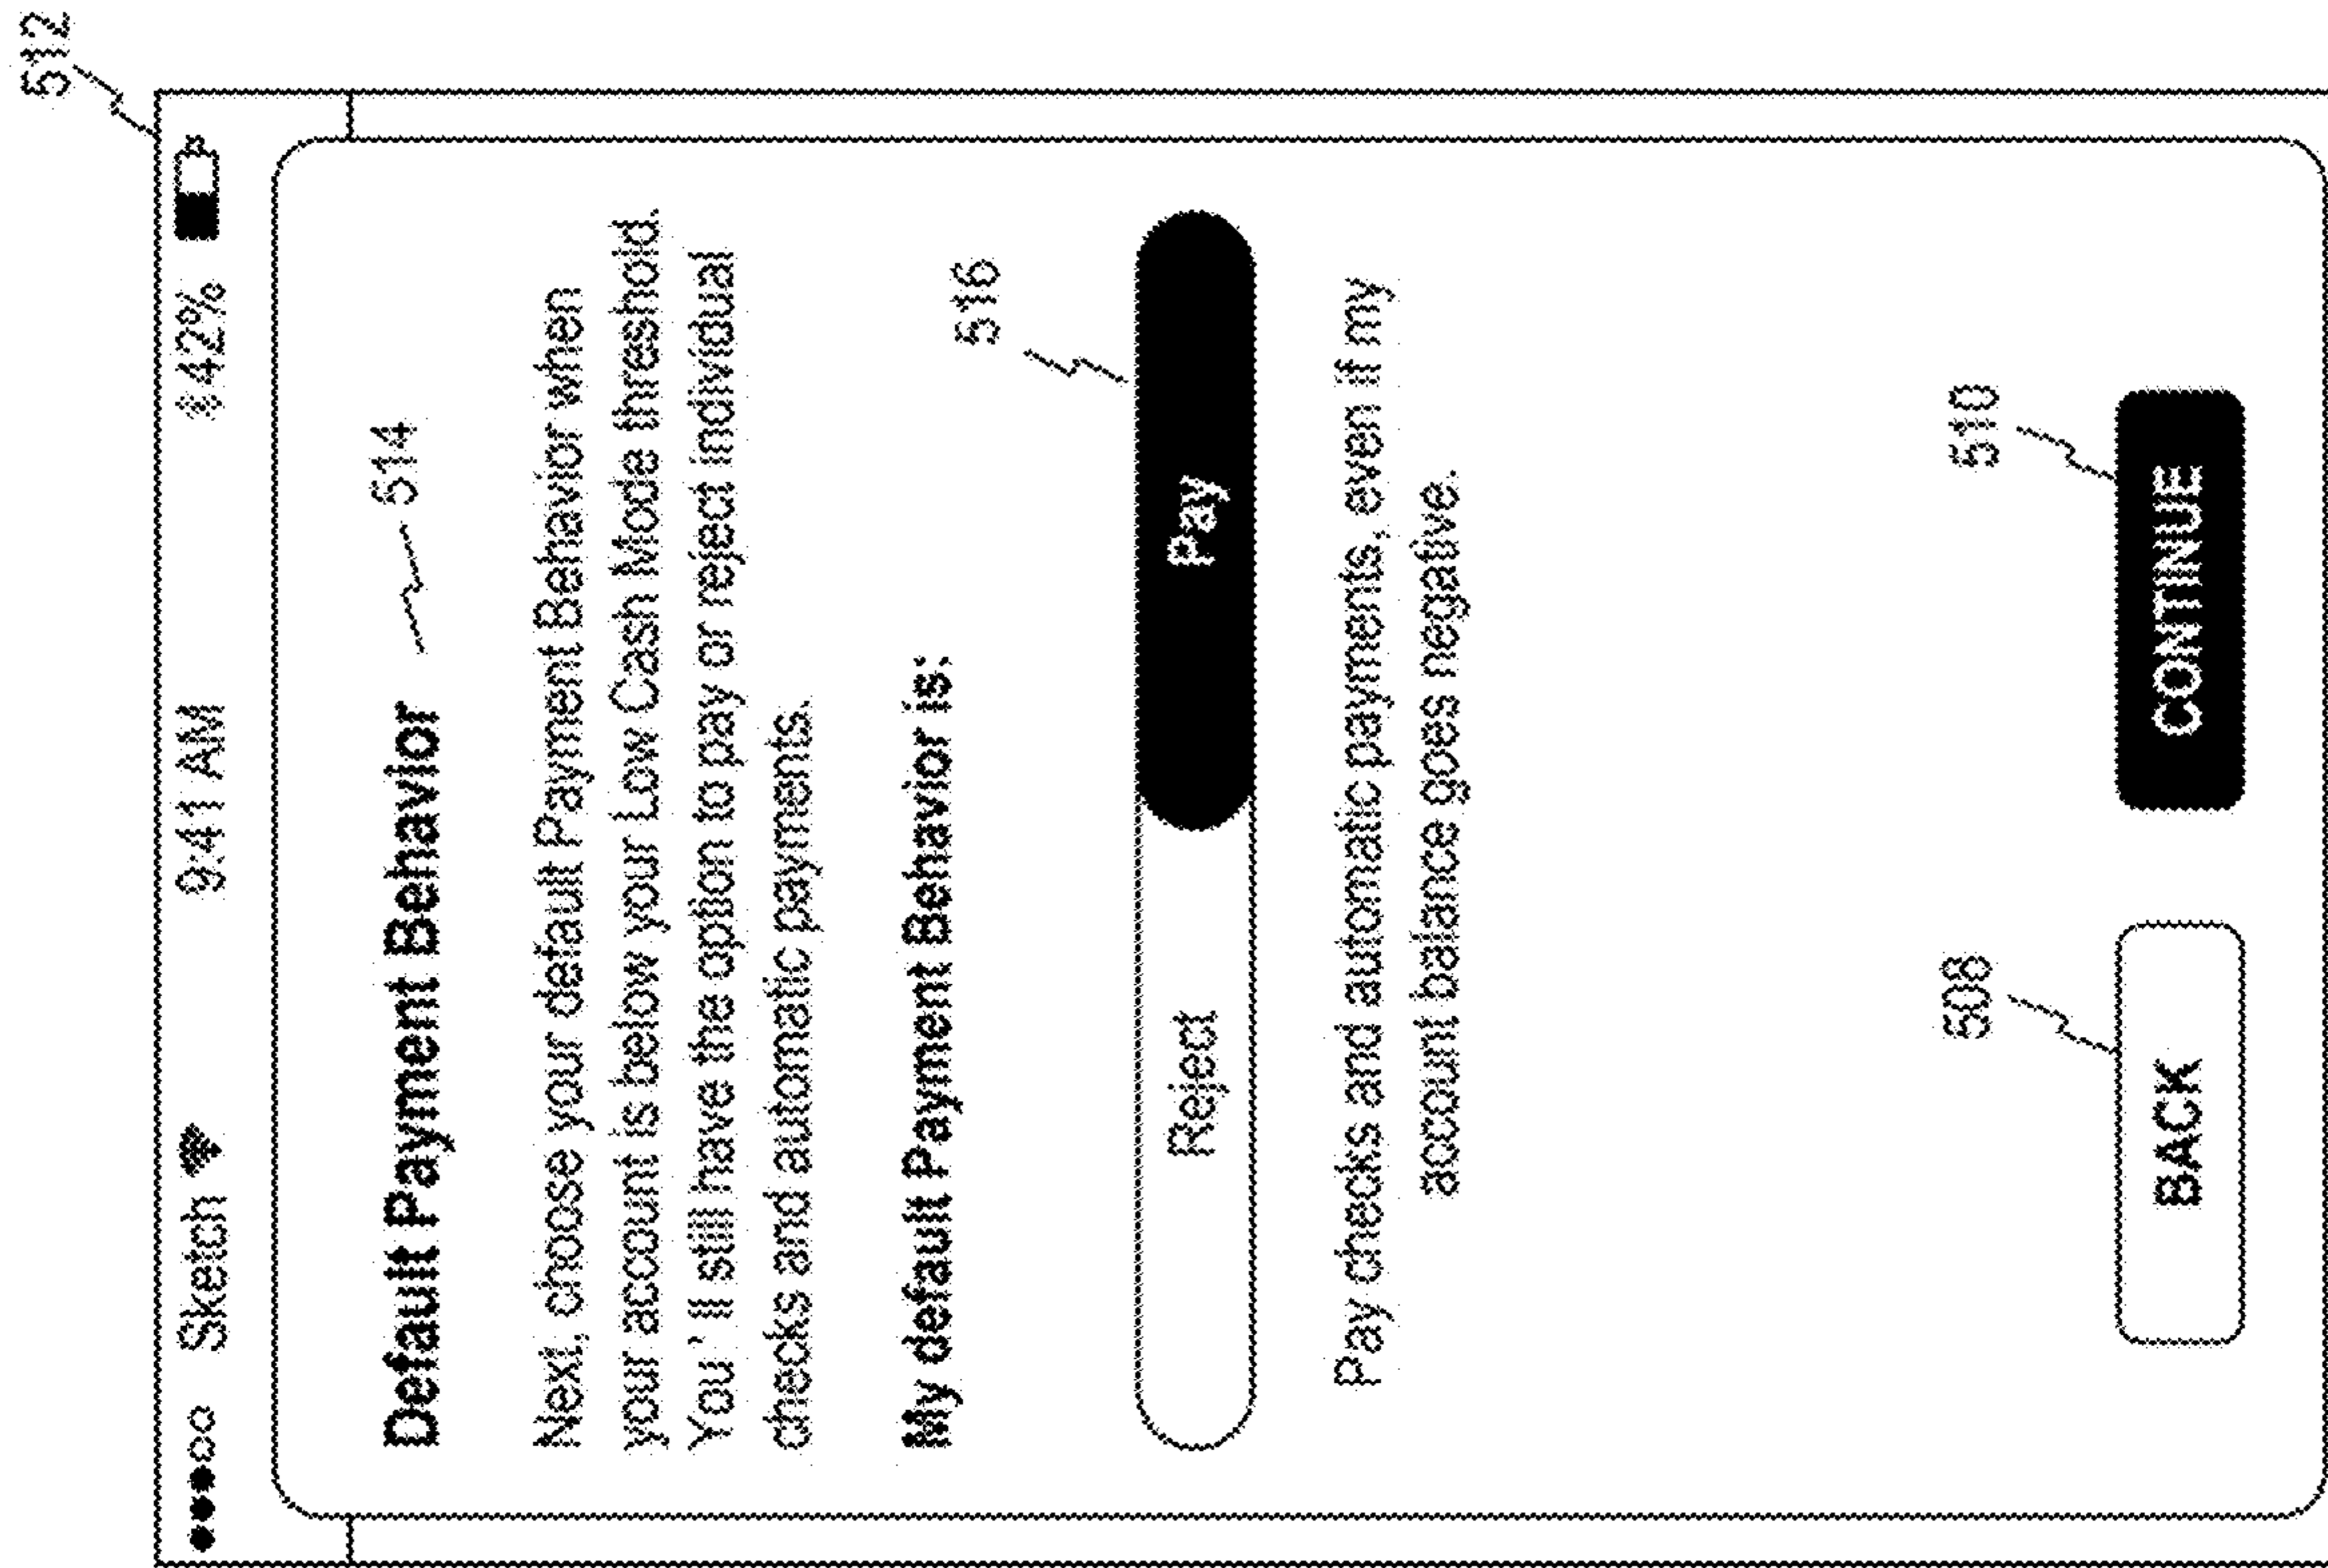 512
Sketch 9:41 AM 42%
Default Payment Behavior 514
Next, choose your default Payment Behavior when
your account is below your Low Cash Mode threshold.
You'll still have the option to pay or reject individual
checks and automatic payments.
My default Payment Behavior is:
516
Reject Pay
Pay checks and automatic payments, even if my
account balance goes negative.
508 510
BACK CONTINUE